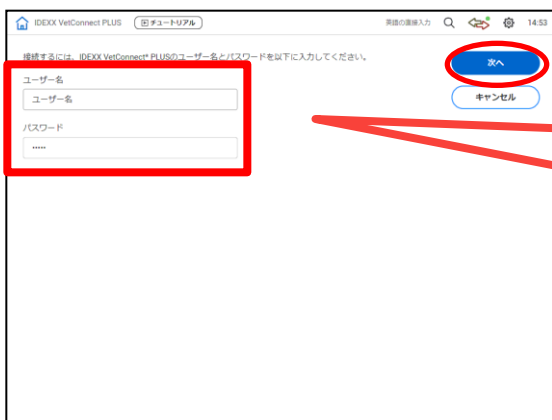 IDEXX VetConnect PLUS チュートリアル 英語の直接入力 14:53
接続するには、IDEXX VetConnect* PLUSのユーザー名とパスワードを以下に入力してください。
次へ
ユーザー名
ユーザー名
キャンセル
パスワード
•••••